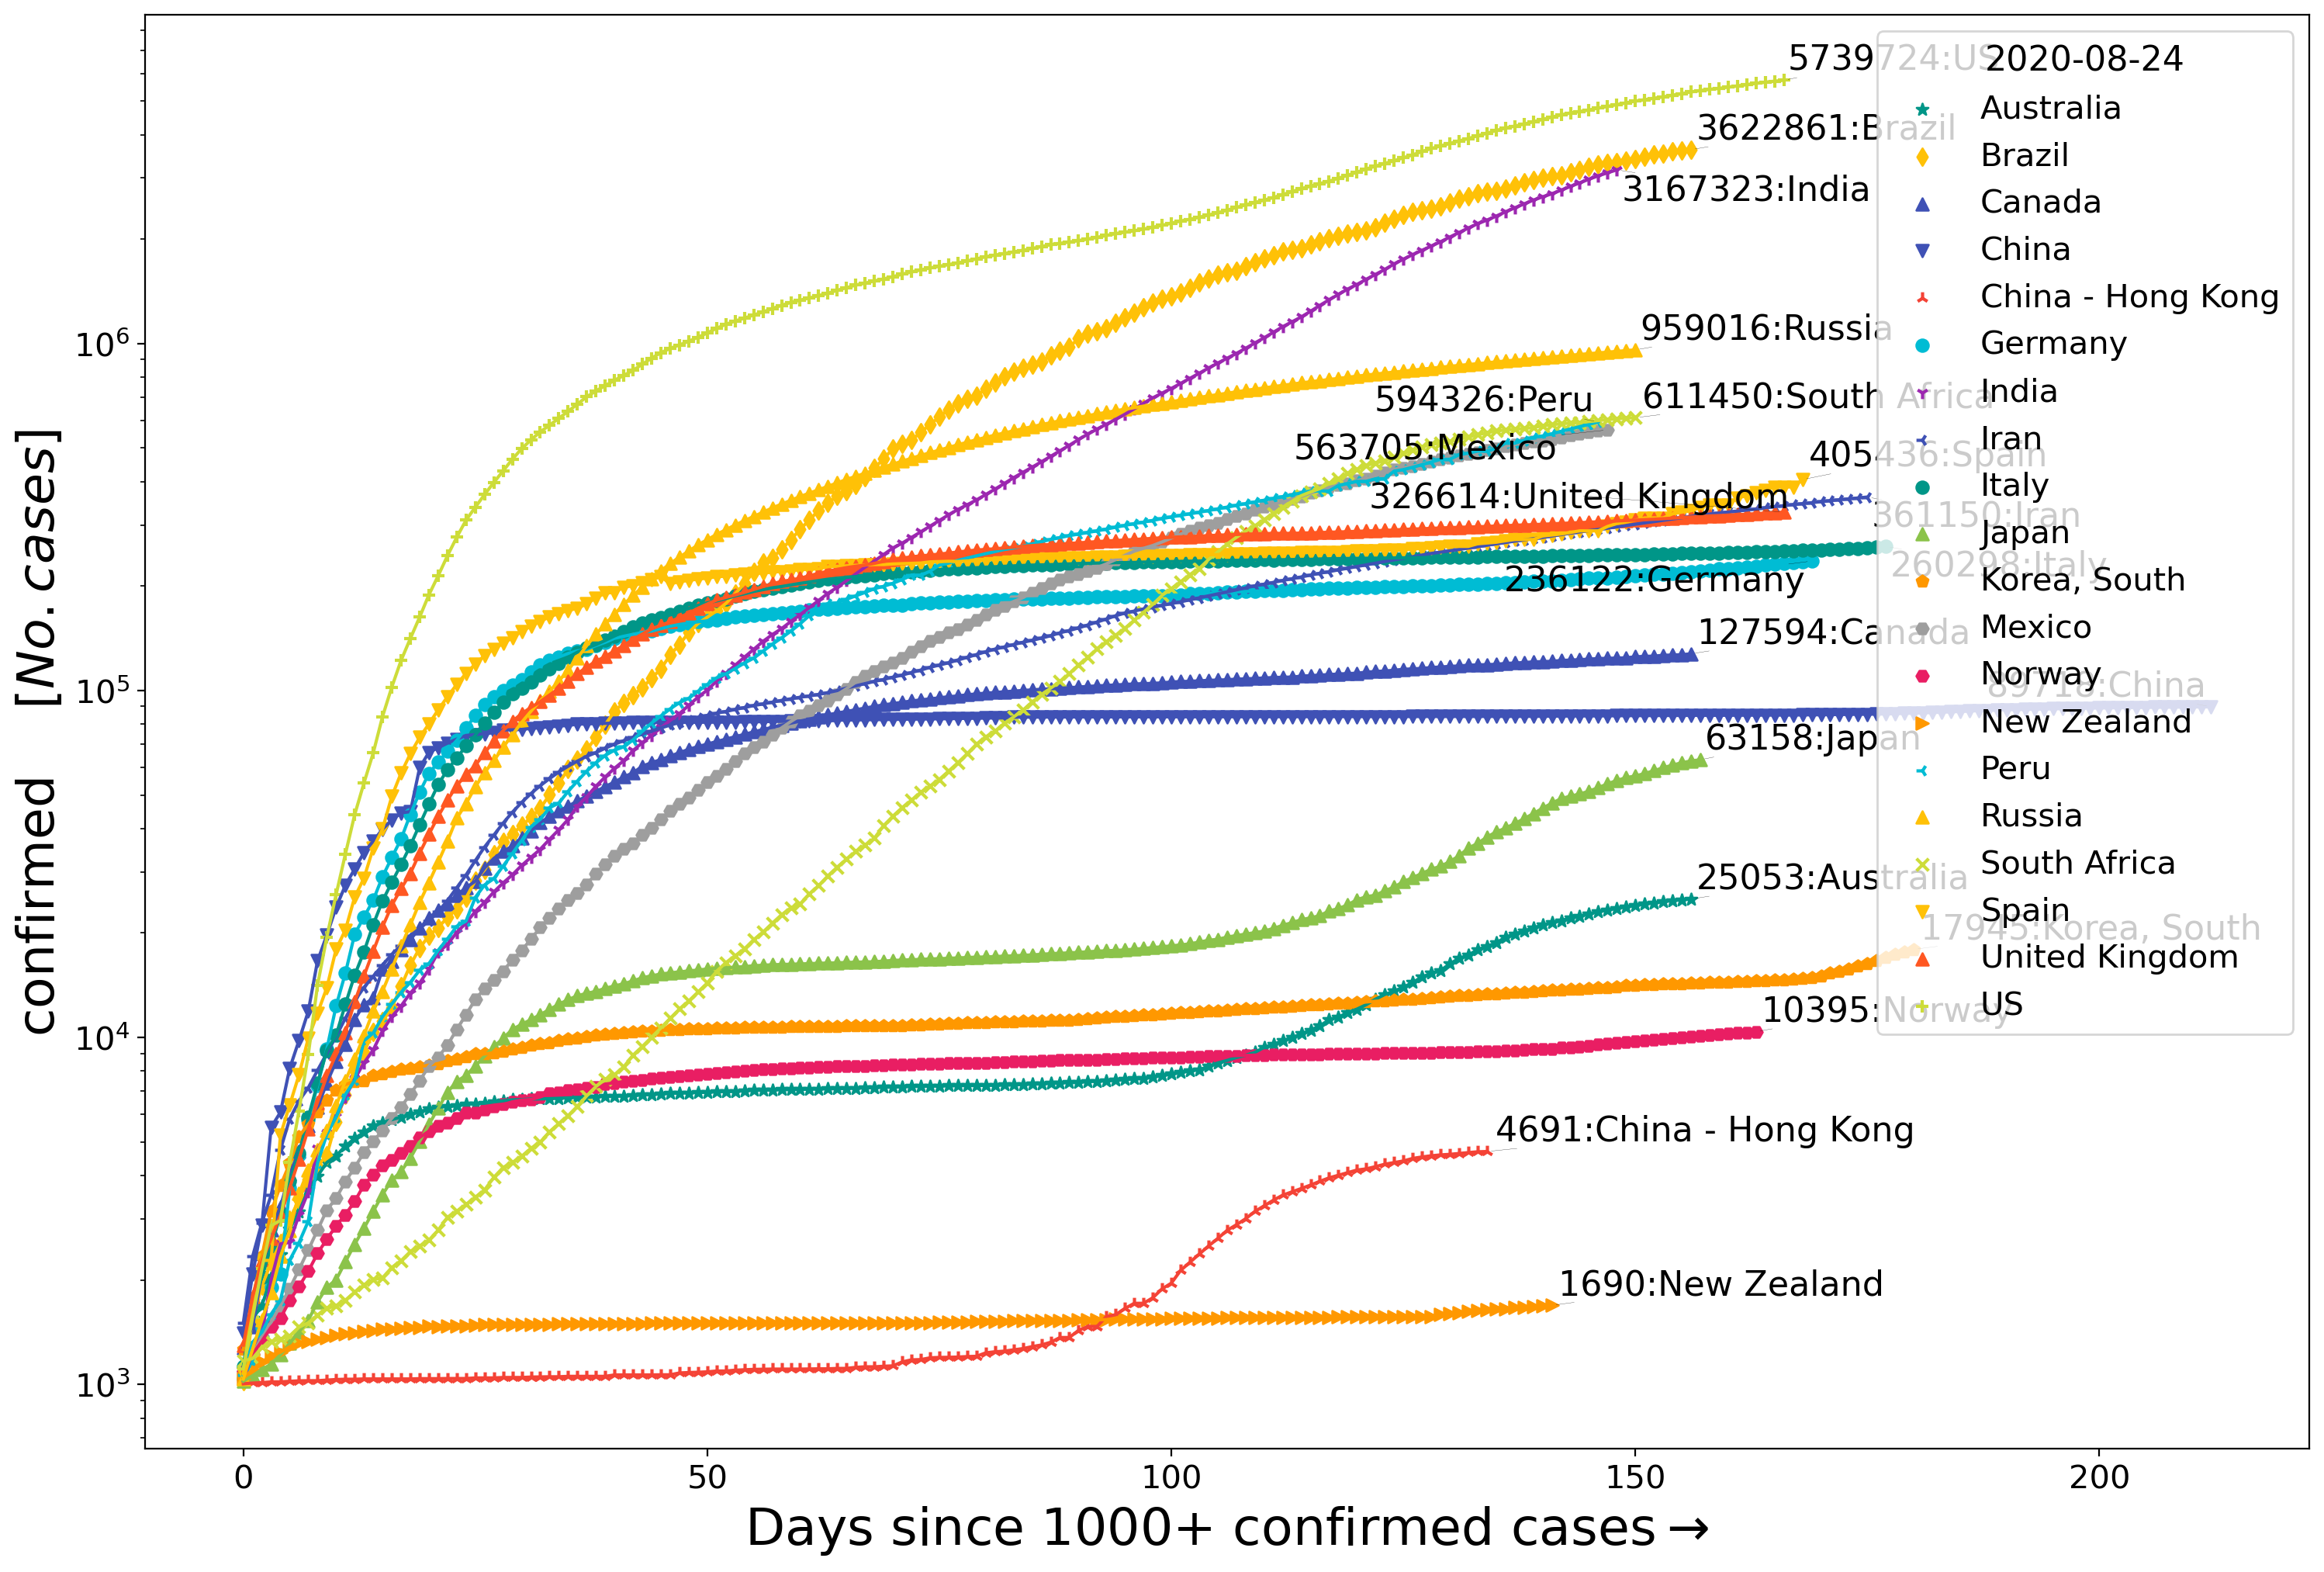 5739724:US
3622861:Brazil
3167323:India
959016:Russia
594326:Peru
611450:South Africa
563705:Mexico
405436:Spain
326614:United Kingdom
361150:Iran
260298:Italy
236122:Germany
127594:Canada
89718:China
63158:Japan
25053:Australia
17945:Korea, South
10395:Norway
4691:China - Hong Kong
1690:New Zealand
2020-08-24
Australia
Brazil
Canada
China
China - Hong Kong
Germany
India
Iran
Italy
Japan
Korea, South
Mexico
Norway
New Zealand
Peru
Russia
South Africa
Spain
United Kingdom
US
confirmed [No. cases]
10^6
10^5
10^4
10^3
0 50 100 150 200
Days since 1000+ confirmed cases→